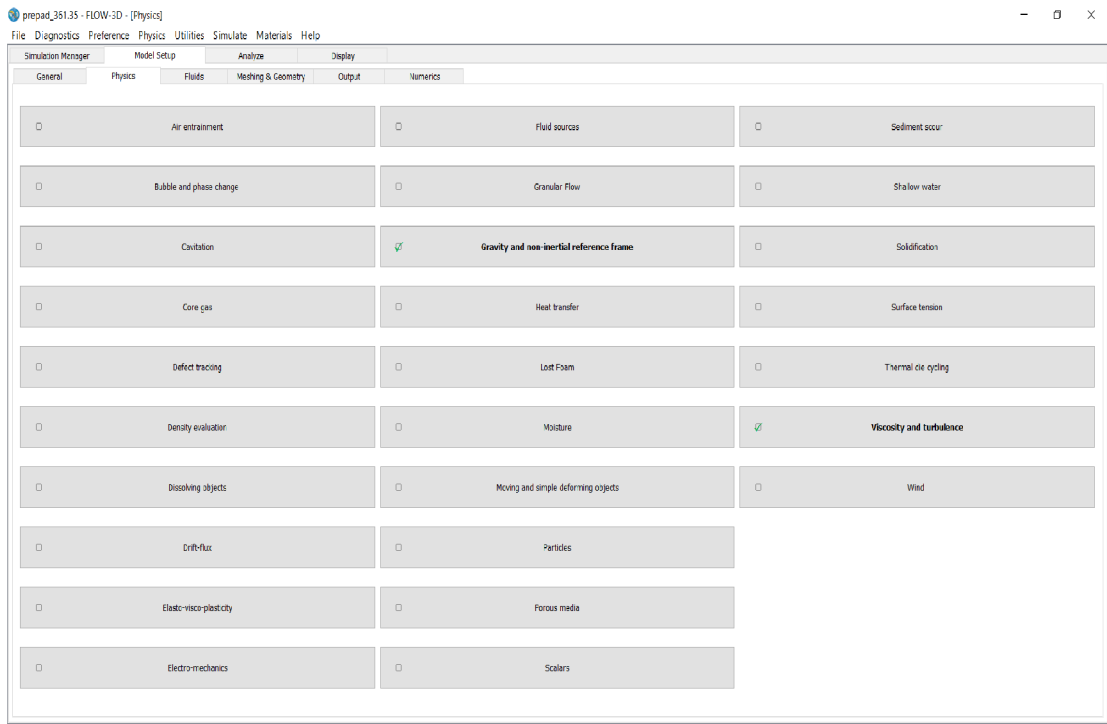 prepad_361.35 - FLOW-3D - [Physics]
File Diagnostics Preference Physics Utilities Simulate Materials Help
Simulation Manager Model Setup Analyze Display
General Physics Fluids Meshing & Geometry Output Numerics
Air entrainment Fluid sources Sediment scour
Bubble and phase change Granular Flow Shallow water
Cavitation Gravity and non-inertial reference frame Solidification
Core gas Heat transfer Surface tension
Defect tracking Lost Foam Thermal die cycling
Density evaluation Moisture Viscosity and turbulence
Dissolving objects Moving and simple deforming objects Wind
Drift-flux Particles
Elasto-visco-plasticity Porous media
Electro-mechanics Scalars